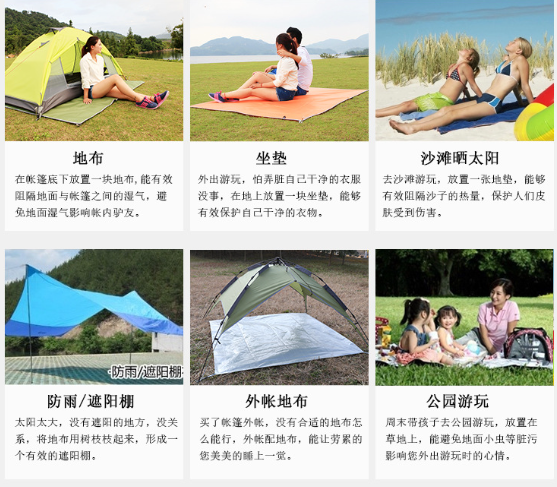 地布
在帐篷底下放置一块地布,能有效
阻隔地面与帐篷之间的湿气，避
免地面湿气影响帐内驴友。
坐垫
外出游玩，怕弄脏自己干净的衣服
没事，在地上放置一块坐垫，能够
有效保护自己干净的衣物。
沙滩晒太阳
去沙滩游玩，放置一张地垫，能够
有效阻隔沙子的热量，保护人们皮
肤受到伤害。
防雨/遮阳棚
防雨/遮阳棚
太阳太大，没有遮阳的地方，没关
系，将地布用树枝枝起来，形成一
个有效的遮阳棚。
外帐地布
买了帐篷外帐，没有合适的地布怎
么能行，外帐配地布，能让劳累的
您美美的睡上一觉。
公园游玩
周末带孩子去公园游玩，放置在
草地上，能避免地面小虫等脏污
影响您外出游玩时的心情。